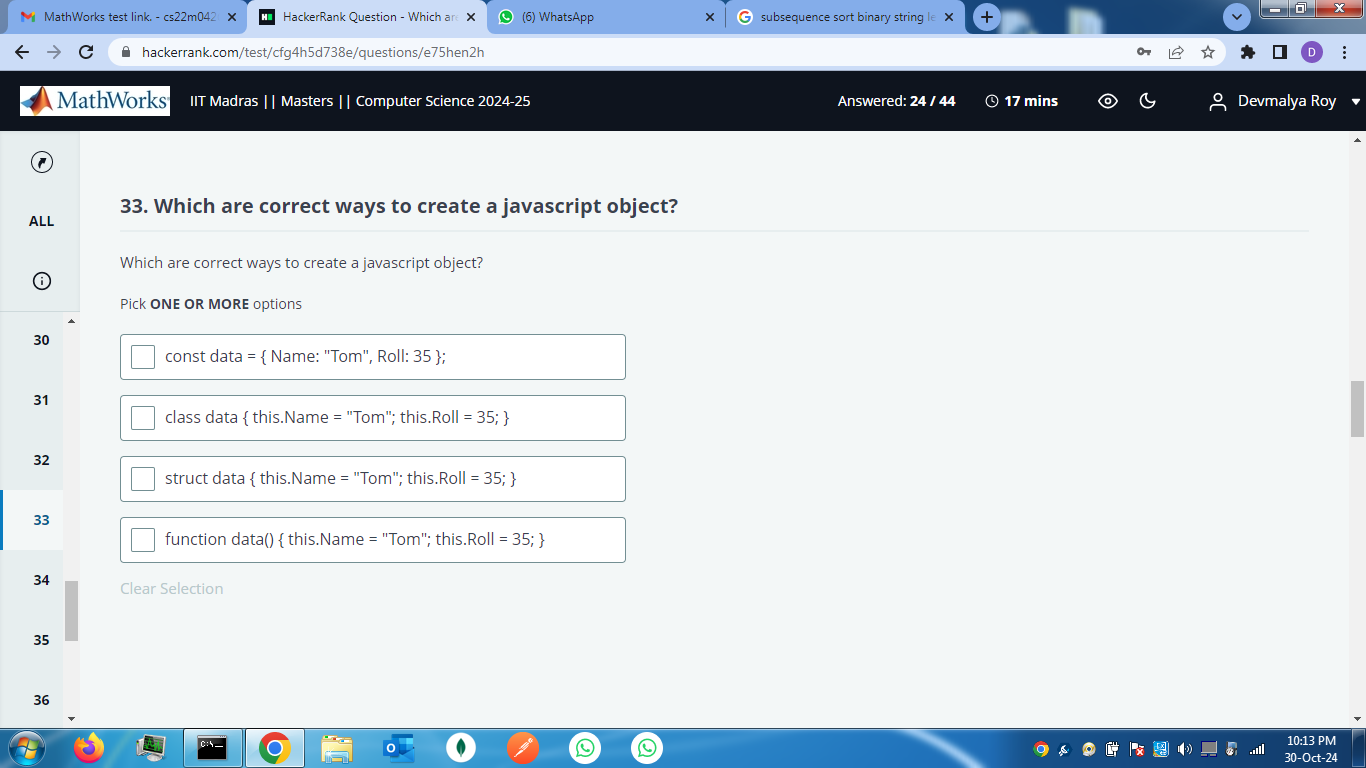 MathWorks test link. - cs22m042
HackerRank Question - Which are
(6) WhatsApp
subsequence sort binary string le
hackerrank.com/test/cfg4h5d738e/questions/e75hen2h
D
MathWorks
IIT Madras || Masters || Computer Science 2024-25
Answered: 24 / 44
17 mins
Devmalya Roy
ALL
33. Which are correct ways to create a javascript object?
Which are correct ways to create a javascript object?
Pick ONE OR MORE options
30
const data = { Name: "Tom", Roll: 35 };
31
class data { this.Name = "Tom"; this.Roll = 35; }
32
struct data { this.Name = "Tom"; this.Roll = 35; }
33
function data() { this.Name = "Tom"; this.Roll = 35; }
34
Clear Selection
35
36
10:13 PM
30-Oct-24